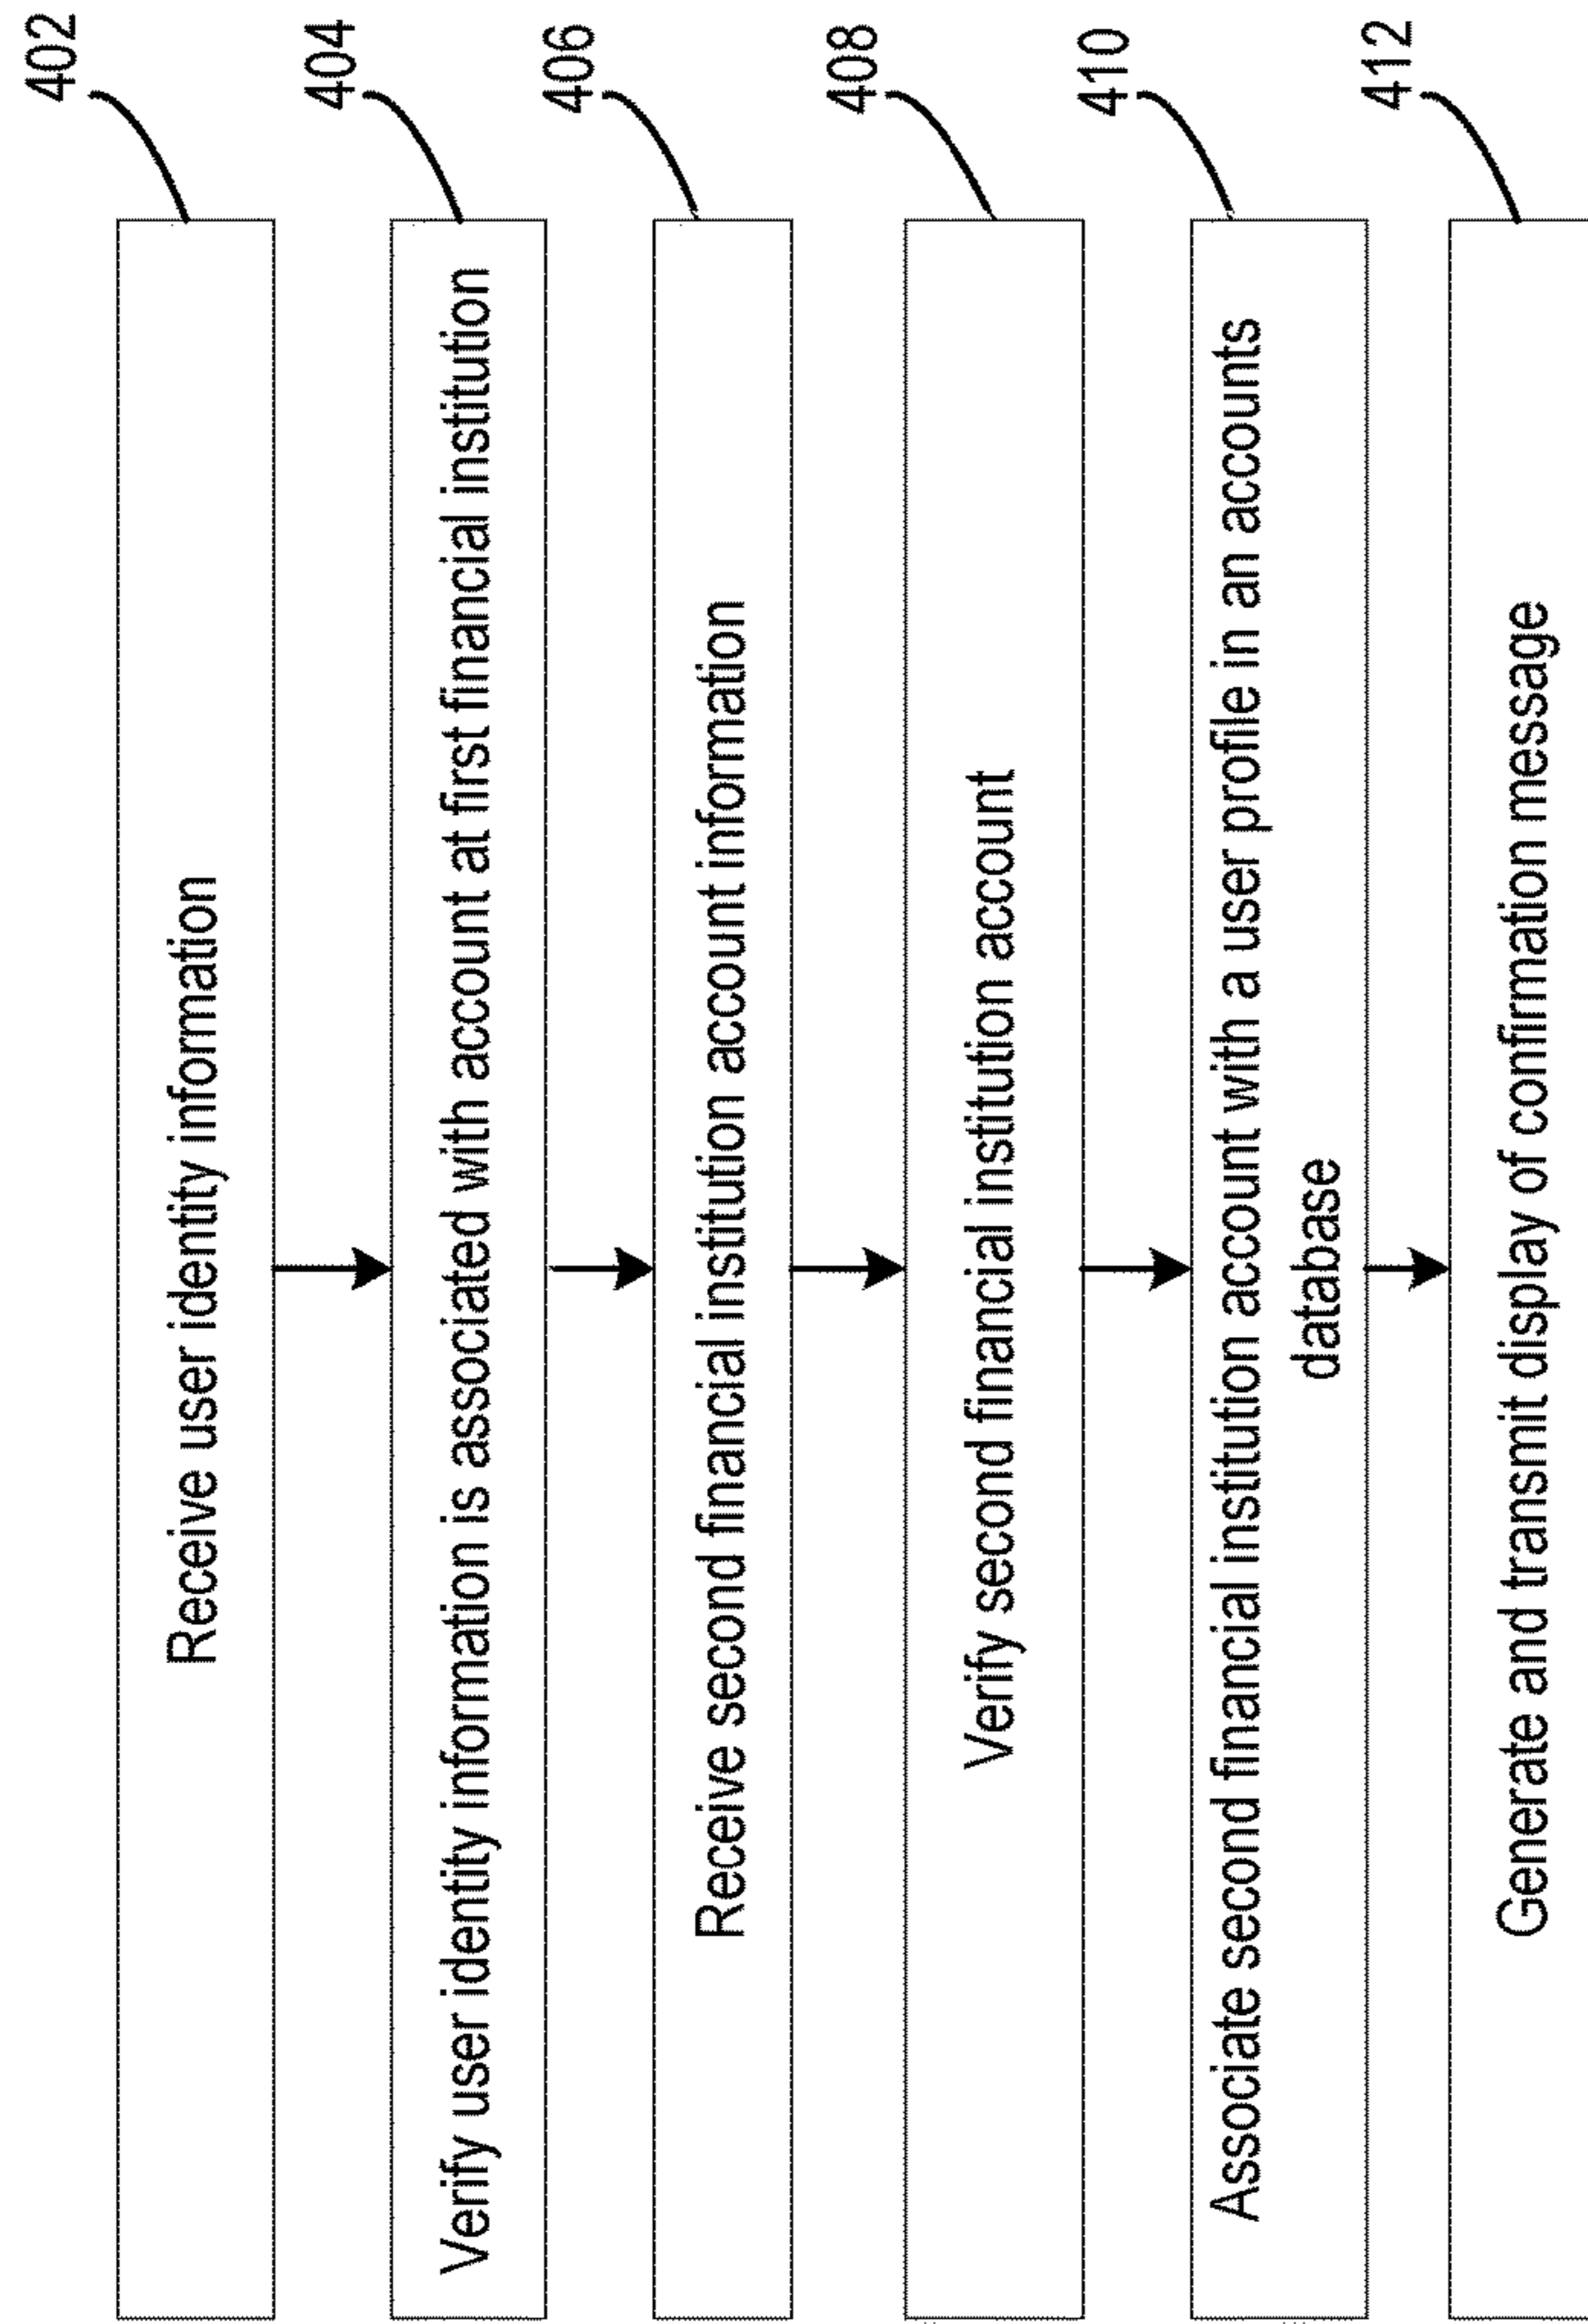 402
Receive user identity information
404
Verify user identity information is associated with account at first financial institution
406
Receive second financial institution account information
408
Verify second financial institution account
410
Associate second financial institution account with a user profile in an accounts
database
412
Generate and transmit display of confirmation message